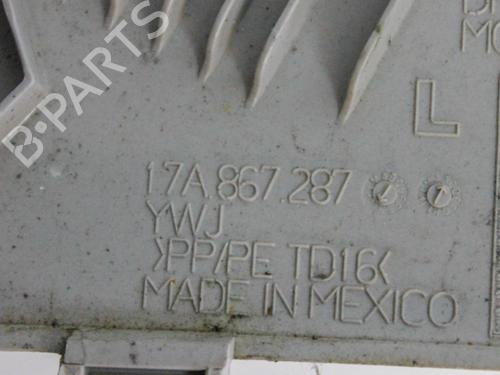 B-PARTS
L
17A.867.287
YWJ
>PP/PE TD16<
MADE IN MEXICO